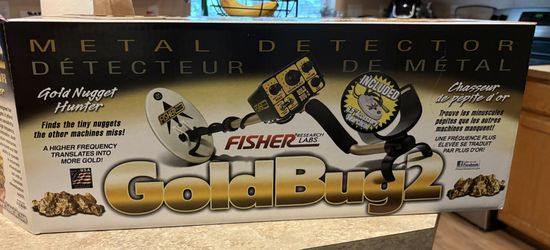 METAL DETECTOR
DÉTECTEUR DE MÉTAL
Gold Nugget
Hunter
Finds the tiny nuggets
the other machines miss!
A HIGHER FREQUENCY
TRANSLATES INTO
MORE GOLD!
FISHER
RESEARCH
LABS
INCLUDED
Chasseur
de pépite d'or
Trouve les minuscules
pépites que les autres
machines manquent!
UNE FRÉQUENCE PLUS
ÉLEVÉE SE TRADUIT
PAR PLUS D'OR!
GoldBug2